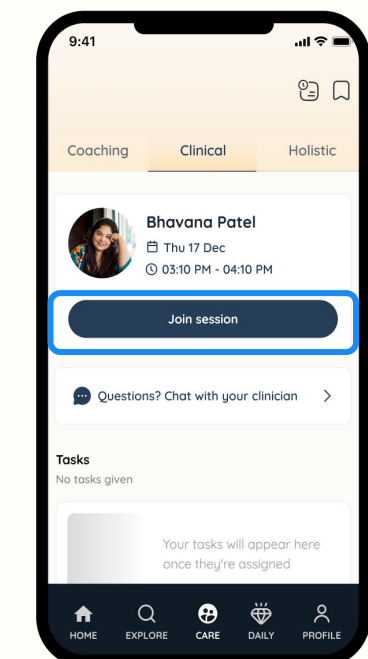 9:41
Coaching Clinical Holistic
Bhavana Patel
Thu 17 Dec
03:10 PM - 04:10 PM
Join session
Questions? Chat with your clinician
Tasks
No tasks given
Your tasks will appear here
once they're assigned
HOME EXPLORE CARE DAILY PROFILE